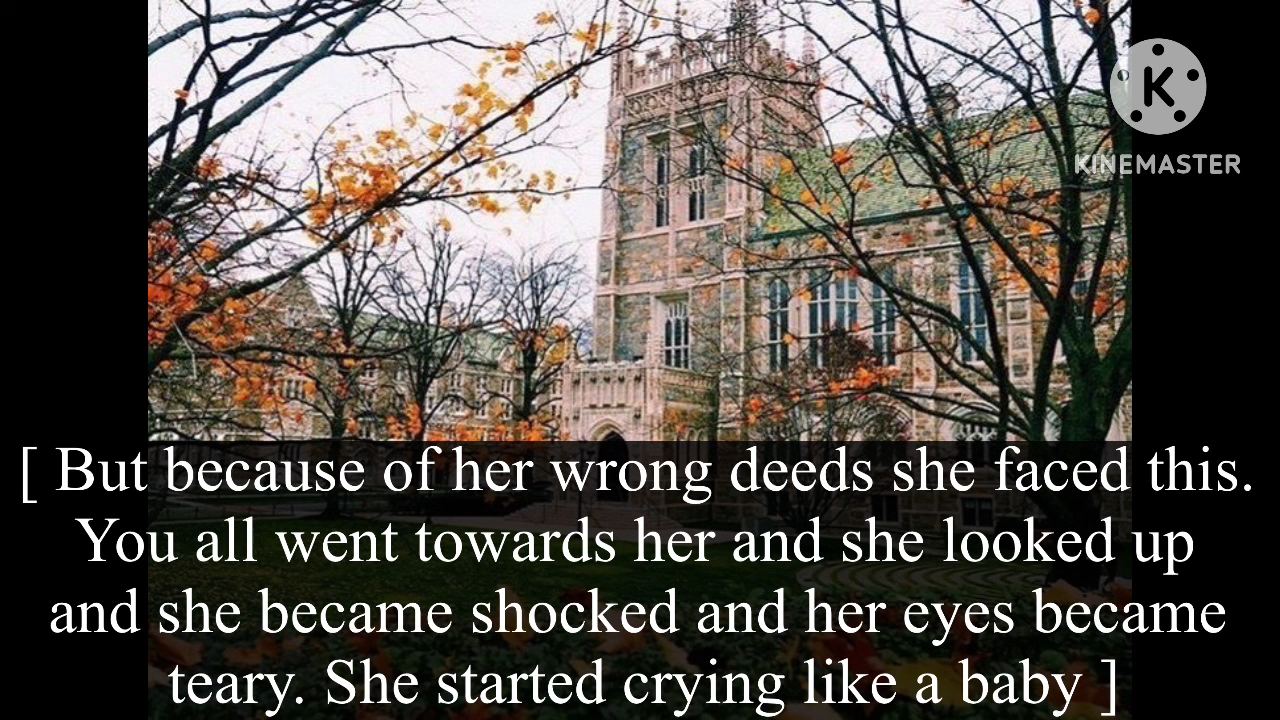 K
KINEMASTER
[ But because of her wrong deeds she faced this.
You all went towards her and she looked up
and she became shocked and her eyes became
teary. She started crying like a baby ]